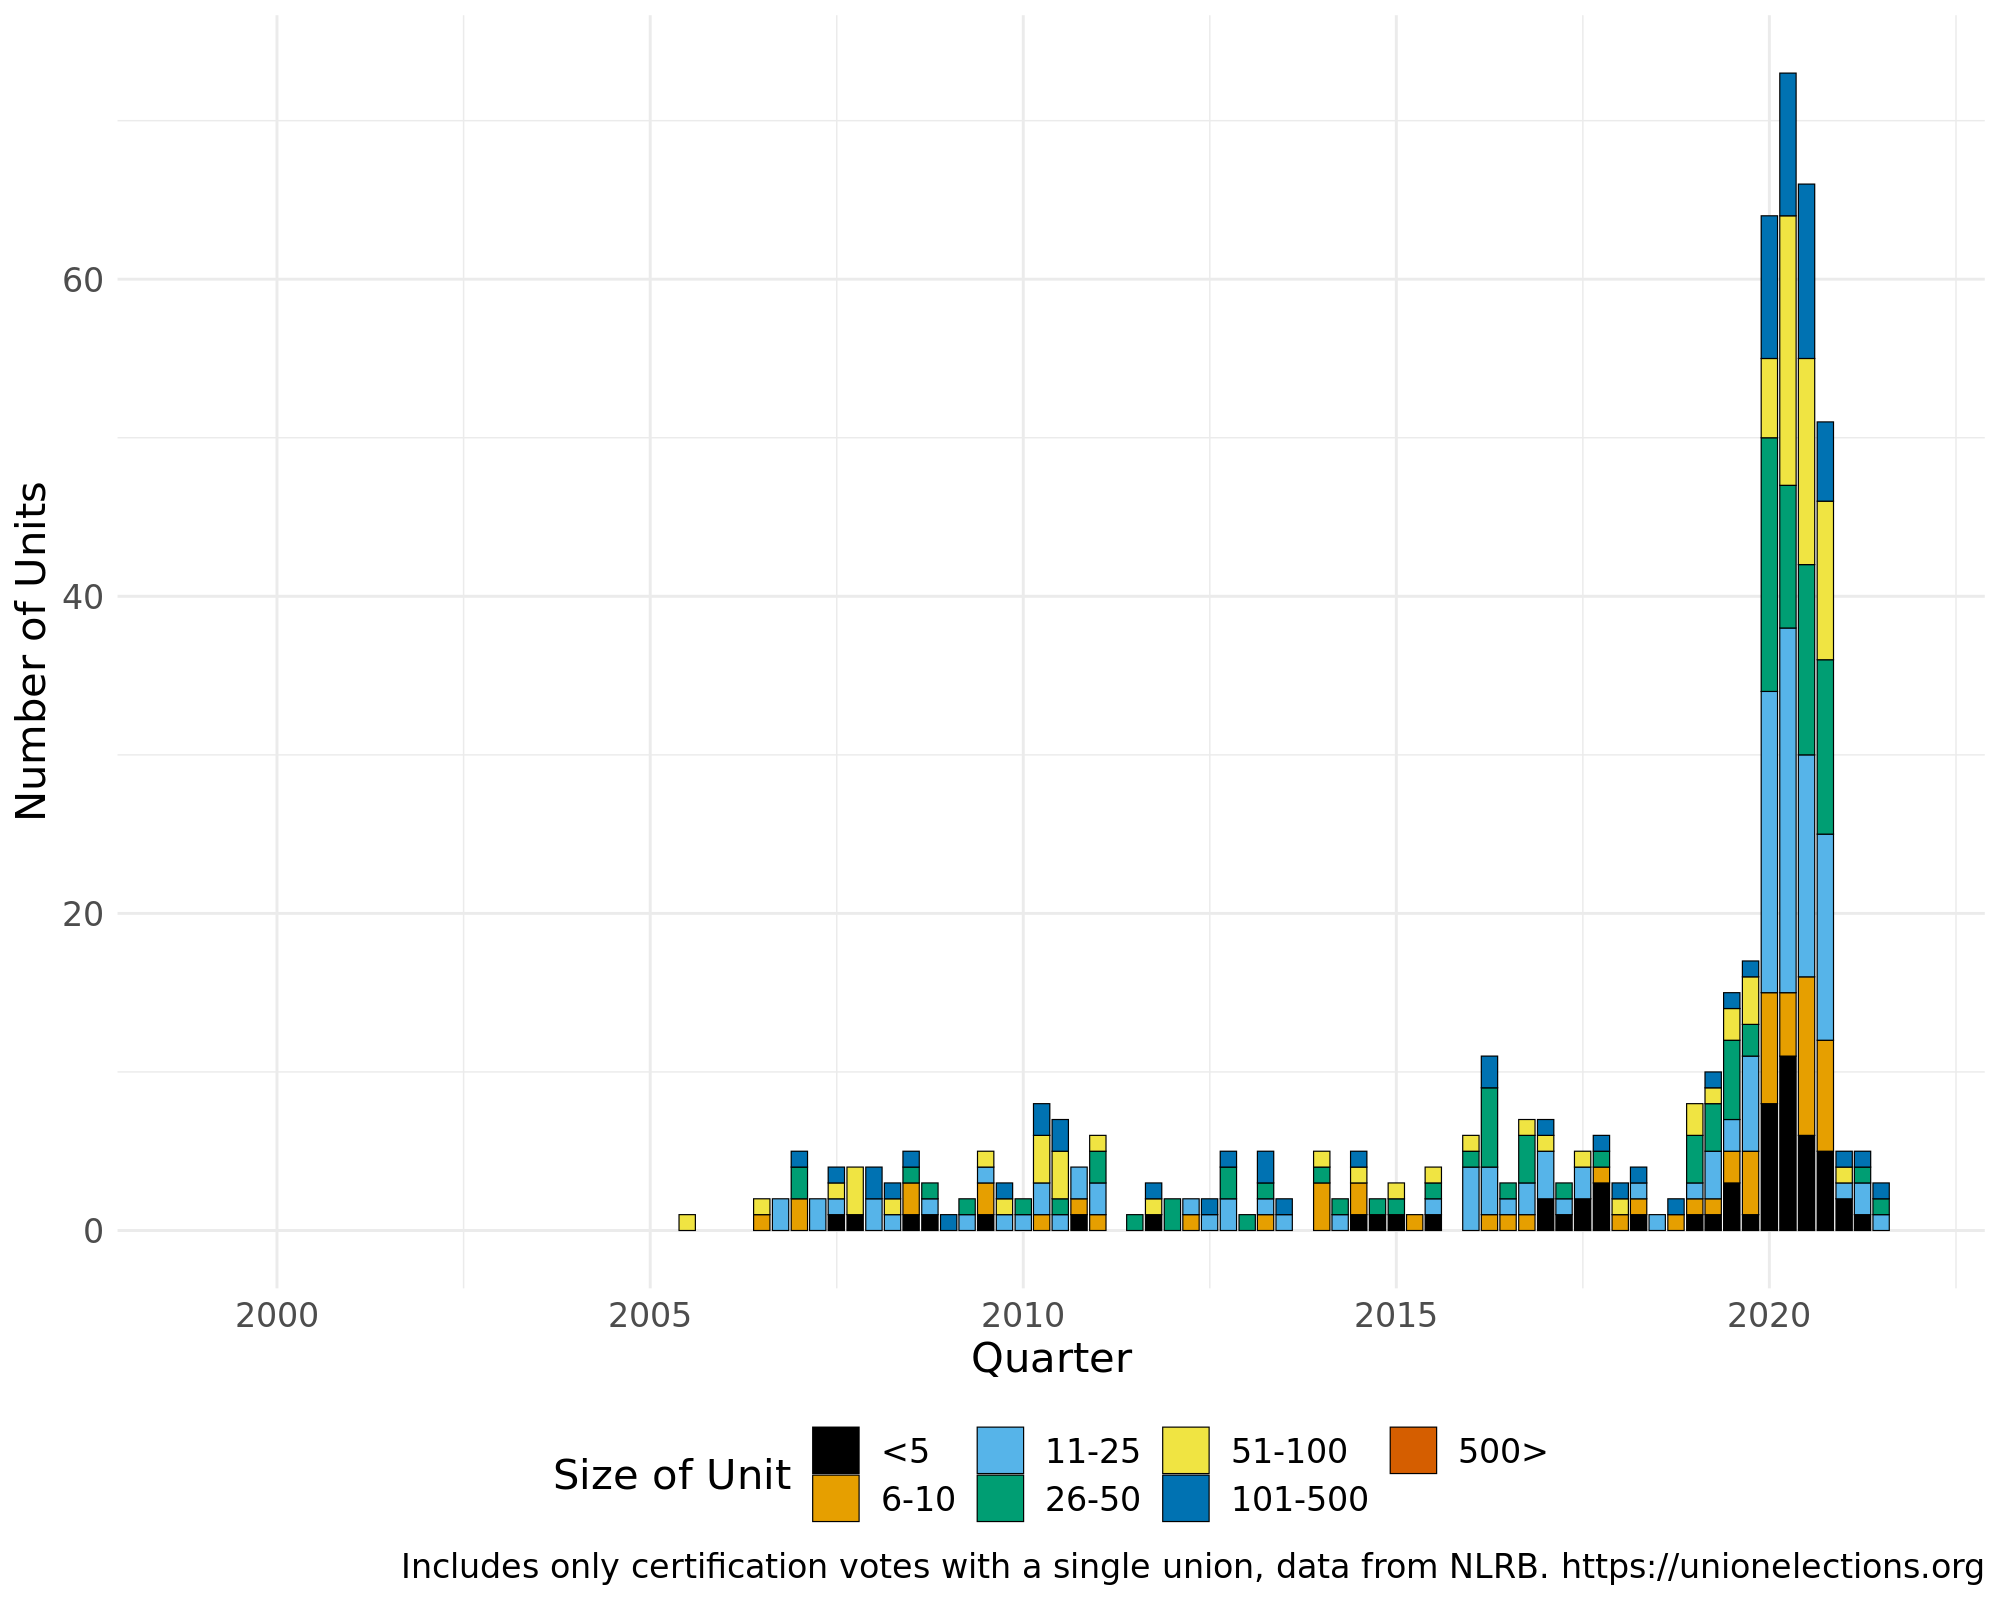 60
40
20
0
Number of Units
2000 2005 2010 2015 2020
Quarter
Size of Unit
<5 11-25 51-100 500>
6-10 26-50 101-500
Includes only certification votes with a single union, data from NLRB. https://unionelections.org